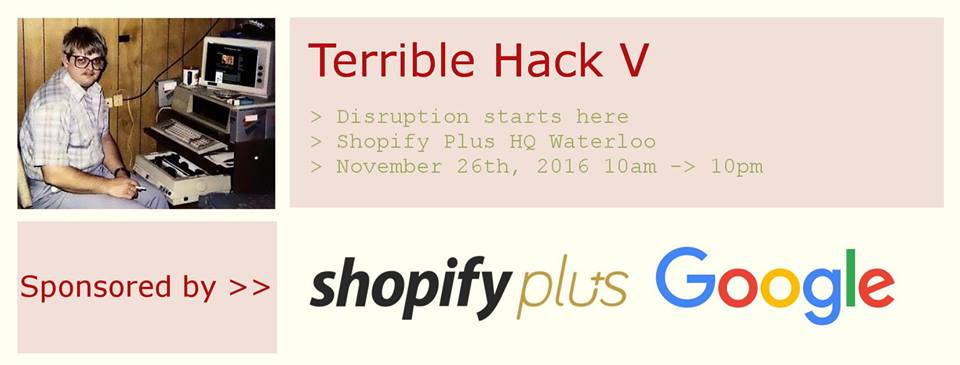 Terrible Hack V
> Disruption starts here
> Shopify Plus HQ Waterloo
> November 26th, 2016 10am -> 10pm
Sponsored by >>
shopify plus
Google